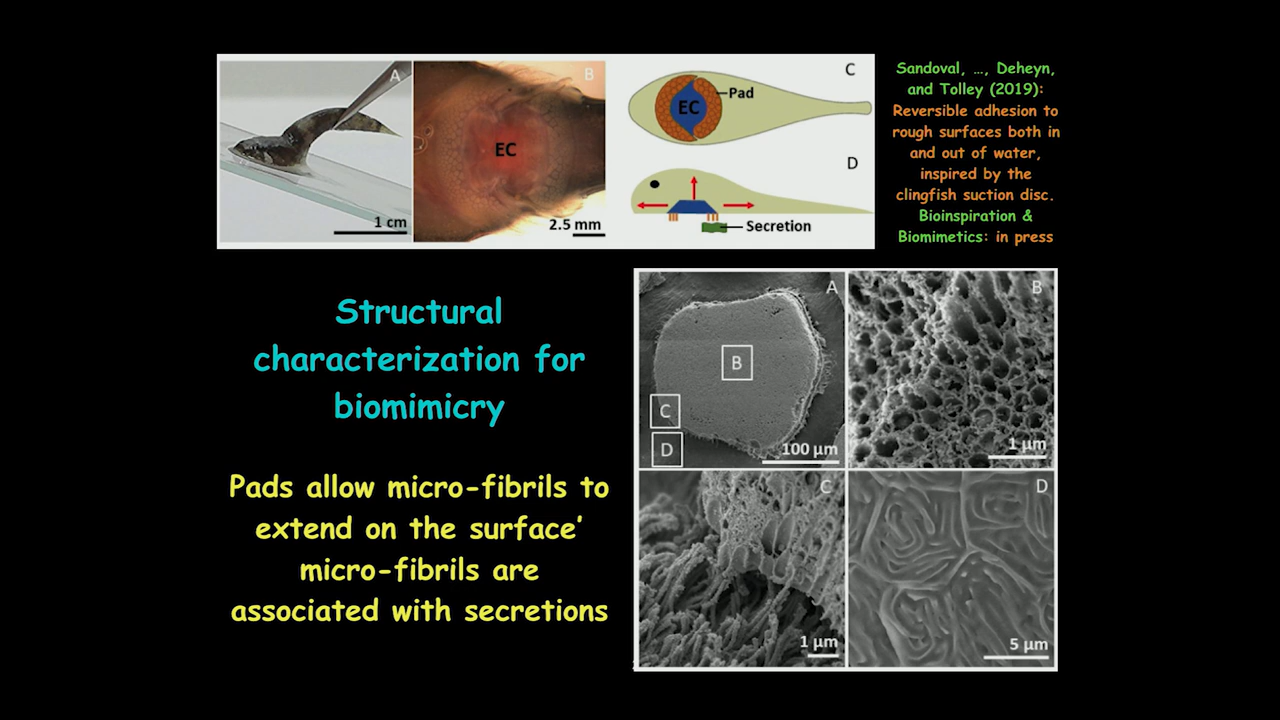 A
1 cm
B
EC
2.5 mm
C
EC
Pad
D
Secretion
Sandoval, …, Deheyn,
and Tolley (2019):
Reversible adhesion to
rough surfaces both in
and out of water,
inspired by the
clingfish suction disc.
Bioinspiration &
Biomimetics: in press
Structural
characterization for
biomimicry
Pads allow micro-fibrils to
extend on the surface’
micro-fibrils are
associated with secretions
A
B
C
D
100 µm
B
1 µm
C
1 µm
D
5 µm